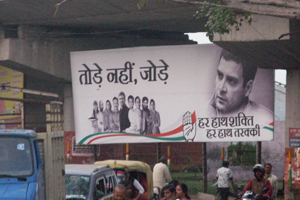 तोड़े नहीं, जोड़े
हर हाथ शक्ति
हर हाथ तरक्की